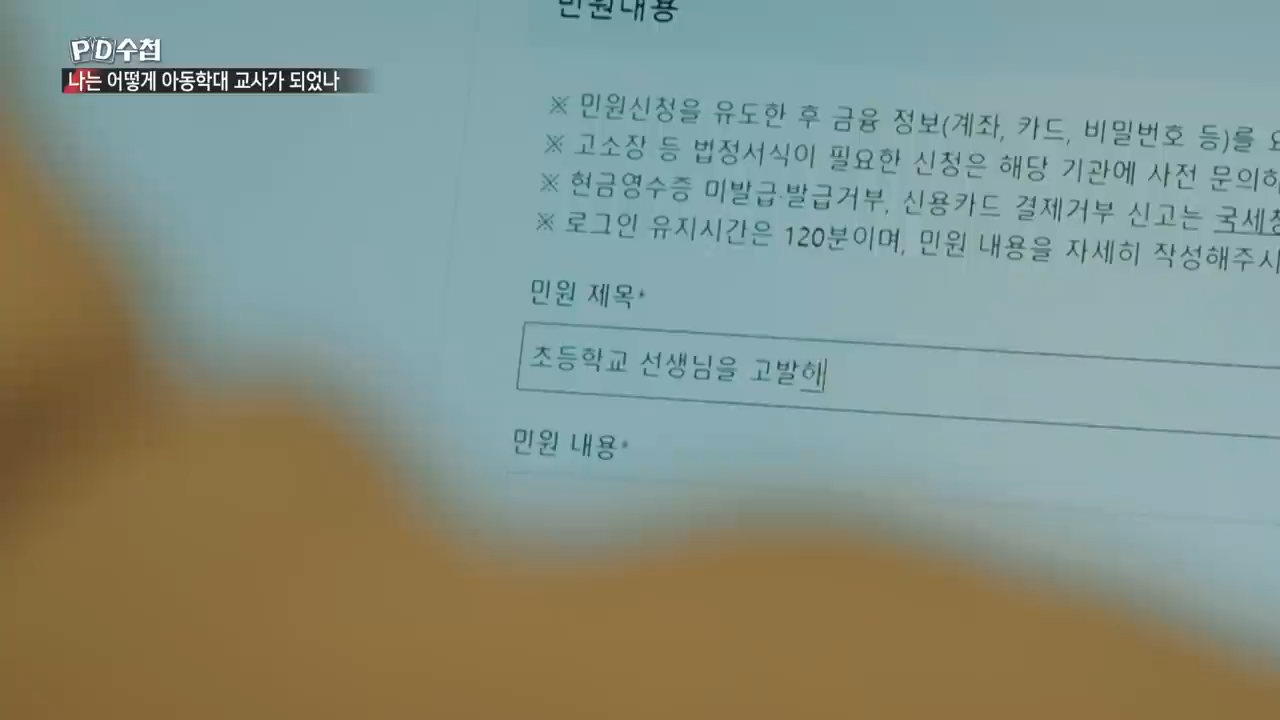 PD수첩
나는 어떻게 아동학대 교사가 되었나
민원내용
※ 민원신청을 유도한 후 금융 정보(계좌, 카드, 비밀번호 등)를
※ 고소장 등 법정서식이 필요한 신청은 해당 기관에 사전 문의하
※ 현금영수증 미발급·발급거부, 신용카드 결제거부 신고는 국세청
※ 로그인 유지시간은 120분이며, 민원 내용을 자세히 작성해주시
민원 제목*
초등학교 선생님을 고발하
민원 내용*